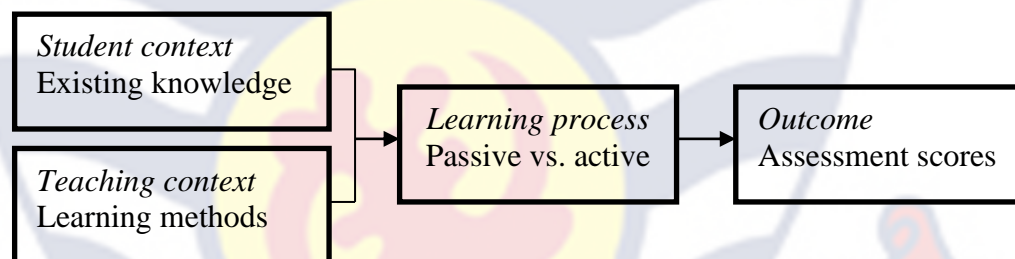 Student context
Existing knowledge
Teaching context
Learning methods
Learning process
Passive vs. active
Outcome
Assessment scores